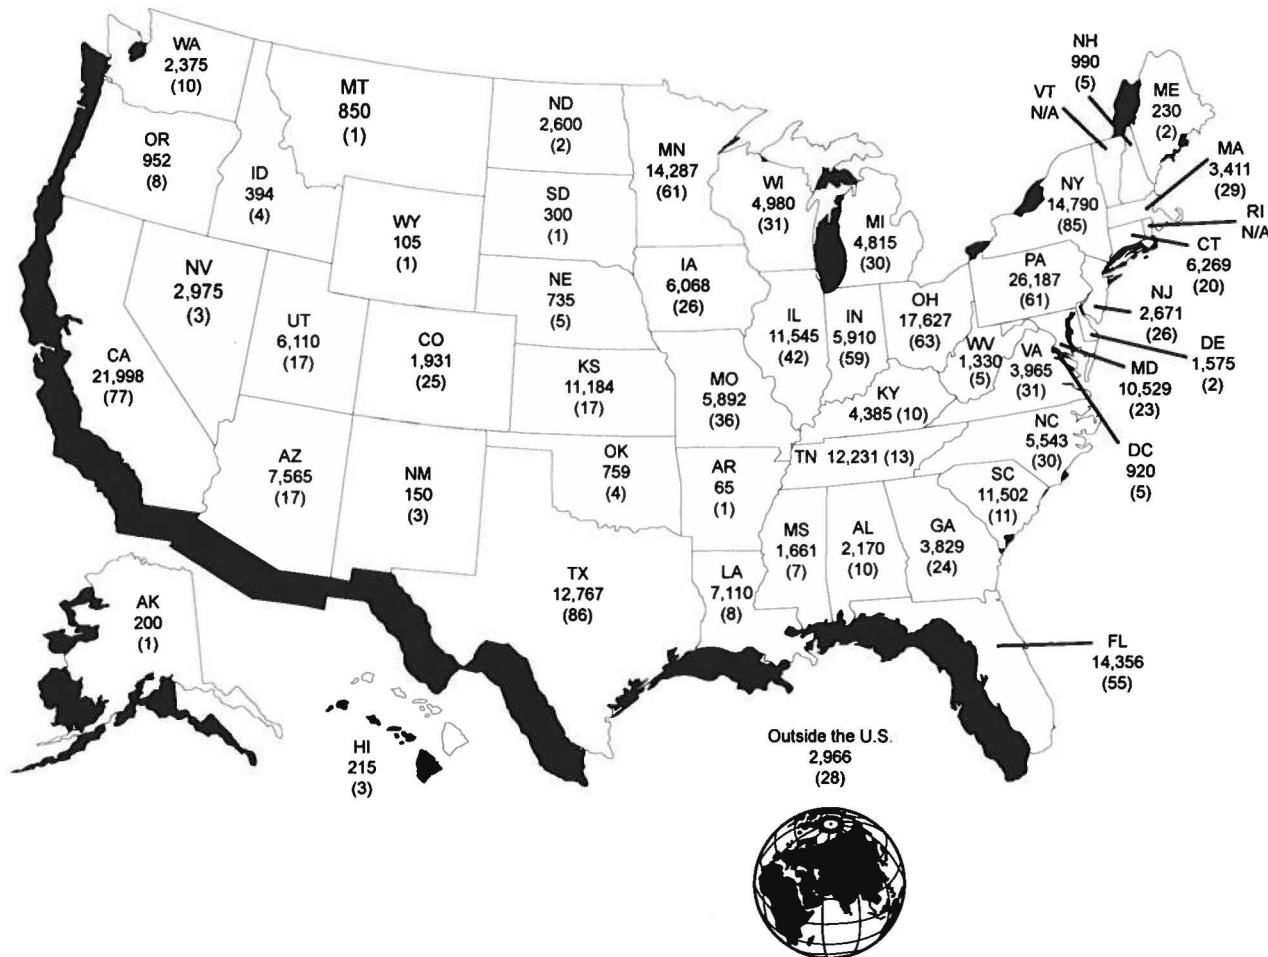 WA
2,375
(10)
OR
952
(8)
ID
394
(4)
MT
850
(1)
ND
2,600
(2)
SD
300
(1)
WY
105
(1)
NE
735
(5)
NV
2,975
(3)
UT
6,110
(17)
CO
1,931
(25)
KS
11,184
(17)
CA
21,998
(77)
AZ
7,565
(17)
NM
150
(3)
OK
759
(4)
TX
12,767
(86)
MN
14,287
(61)
IA
6,068
(26)
MO
5,892
(36)
AR
65
(1)
LA
7,110
(8)
WI
4,980
(31)
IL
11,545
(42)
MI
4,815
(30)
IN
5,910
(59)
OH
17,627
(63)
KY
4,385 (10)
TN 12,231 (13)
MS
1,661
(7)
AL
2,170
(10)
GA
3,829
(24)
SC
11,502
(11)
NC
5,543
(30)
WV
1,330
(5)
VA
3,965
(31)
PA
26,187
(61)
NY
14,790
(85)
VT
N/A
NH
990
(5)
ME
230
(2)
MA
3,411
(29)
RI
N/A
CT
6,269
(20)
NJ
2,671
(26)
DE
1,575
(2)
MD
10,529
(23)
DC
920
(5)
FL
14,356
(55)
AK
200
(1)
HI
215
(3)
Outside the U.S.
2,966
(28)